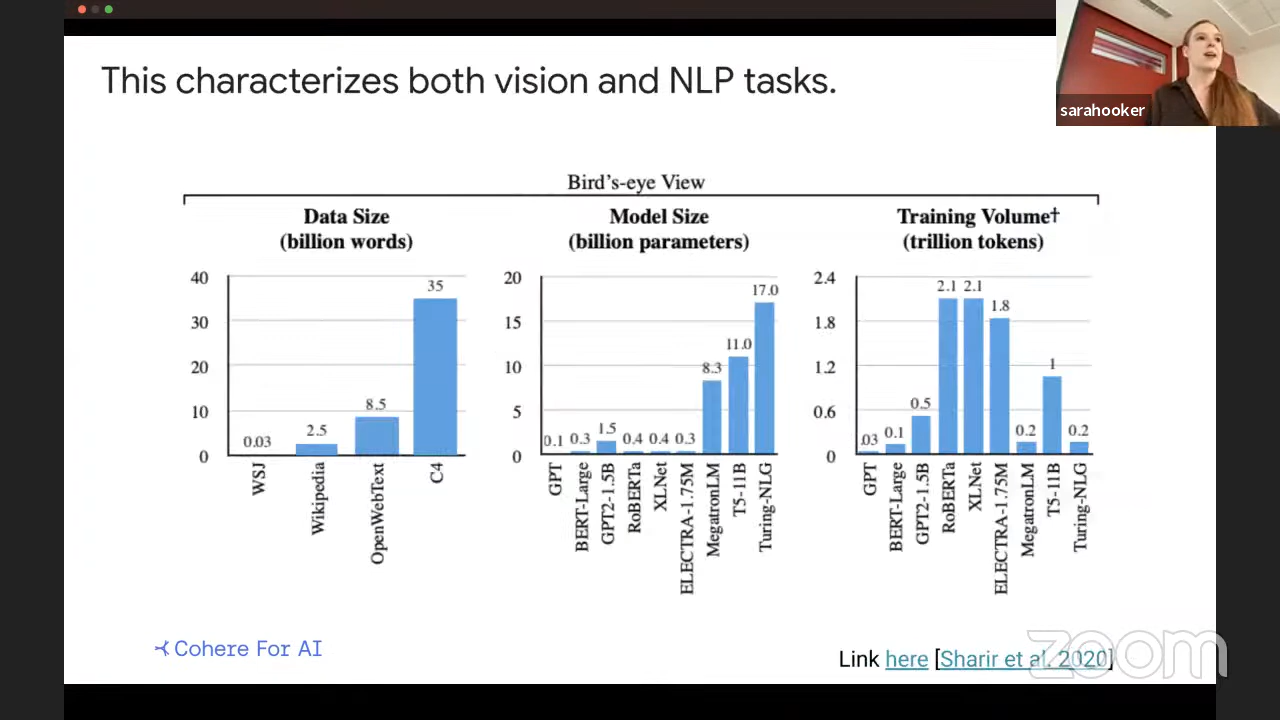 This characterizes both vision and NLP tasks.
sarahooker
Bird's-eye View
Data Size
(billion words)
40
30
20
10
0
0.03
2.5
8.5
35
WSJ
Wikipedia
OpenWebText
C4
Model Size
(billion parameters)
20
15
10
5
0
0.1
0.3
1.5
0.4
0.4
0.3
8.3
11.0
17.0
GPT
BERT-Large
GPT2-1.5B
RoBERTa
XLNet
ELECTRA-1.75M
MegatronLM
T5-11B
Turing-NLG
Training Volume†
(trillion tokens)
2.4
1.8
1.2
0.6
0
.03
0.1
0.5
2.1
2.1
1.8
0.2
1
0.2
GPT
BERT-Large
GPT2-1.5B
RoBERTa
XLNet
ELECTRA-1.75M
MegatronLM
T5-11B
Turing-NLG
Cohere For AI
Link here [Sharir et al, 2020]
zoom